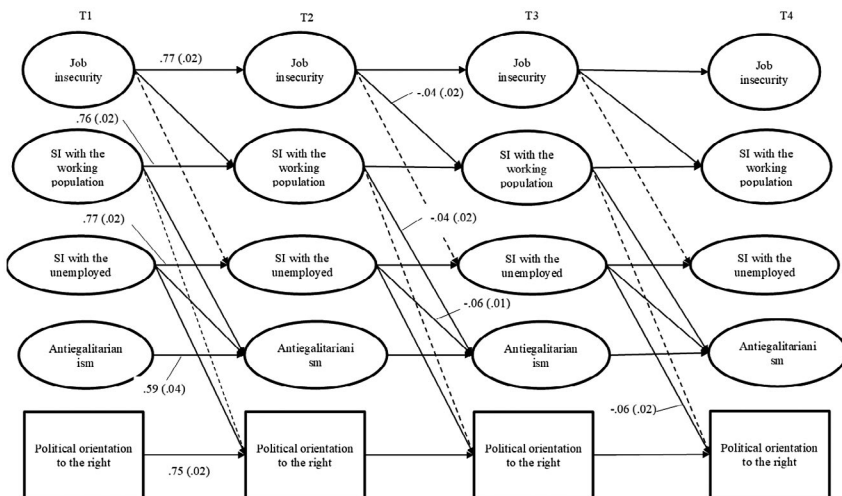 T1 T2 T3 T4
Job
insecurity
Job
insecurity
Job
insecurity
Job
insecurity
.77 (.02)
-.04 (.02)
.76 (.02)
SI with the
working
population
SI with the
working
population
SI with the
working
population
SI with the
working
population
.77 (.02)
-.04 (.02)
SI with the
unemployed
SI with the
unemployed
SI with the
unemployed
SI with the
unemployed
-.06 (.01)
Antiegalitarian
ism
Antiegalitariani
sm
Antiegalitarian
ism
Antiegalitariani
sm
.59 (.04)
-.06 (.02)
Political orientation
to the right
Political orientation
to the right
Political orientation
to the right
Political orientation
to the right
.75 (.02)